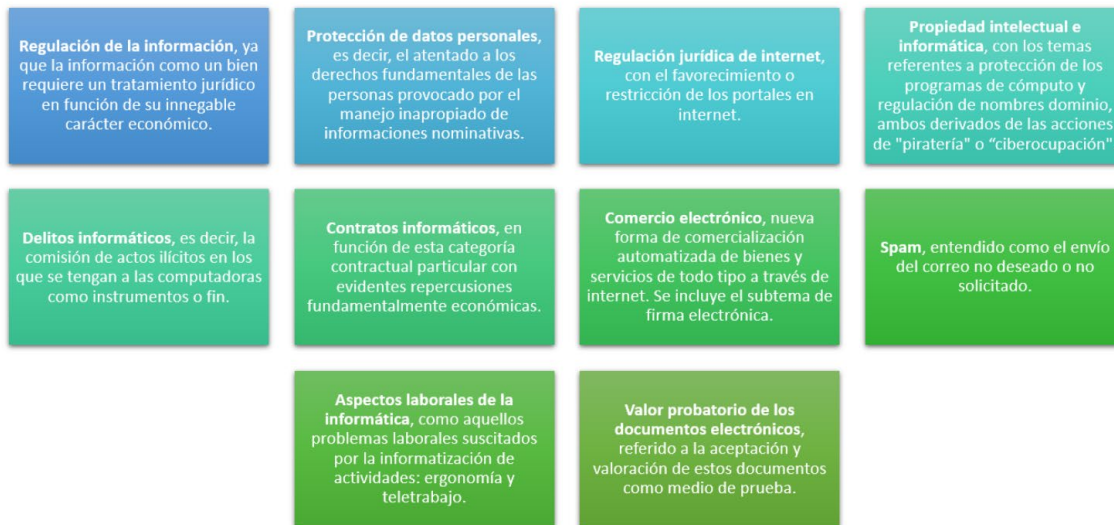 Regulación de la información, ya
que la información como un bien
requiere un tratamiento jurídico
en función de su innegable
carácter económico.
Protección de datos personales,
es decir, el atentado a los
derechos fundamentales de las
personas provocado por el
manejo inapropiado de
informaciones nominativas.
Regulación jurídica de internet,
con el favorecimiento o
restricción de los portales en
internet.
Propiedad intelectual e
informática, con los temas
referentes a protección de los
programas de cómputo y
regulación de nombres dominio,
ambos derivados de las acciones
de "piratería" o “ciberocupación"
Delitos informáticos, es decir, la
comisión de actos ilícitos en los
que se tengan a las computadoras
como instrumentos o fin.
Contratos informáticos, en
función de esta categoría
contractual particular con
evidentes repercusiones
fundamentalmente económicas.
Comercio electrónico, nueva
forma de comercialización
automatizada de bienes y
servicios de todo tipo a través de
internet. Se incluye el subtema de
firma electrónica.
Spam, entendido como el envío
del correo no deseado o no
solicitado.
Aspectos laborales de la
informática, como aquellos
problemas laborales suscitados
por la informatización de
actividades: ergonomía y
teletrabajo.
Valor probatorio de los
documentos electrónicos,
referido a la aceptación y
valoración de estos documentos
como medio de prueba.